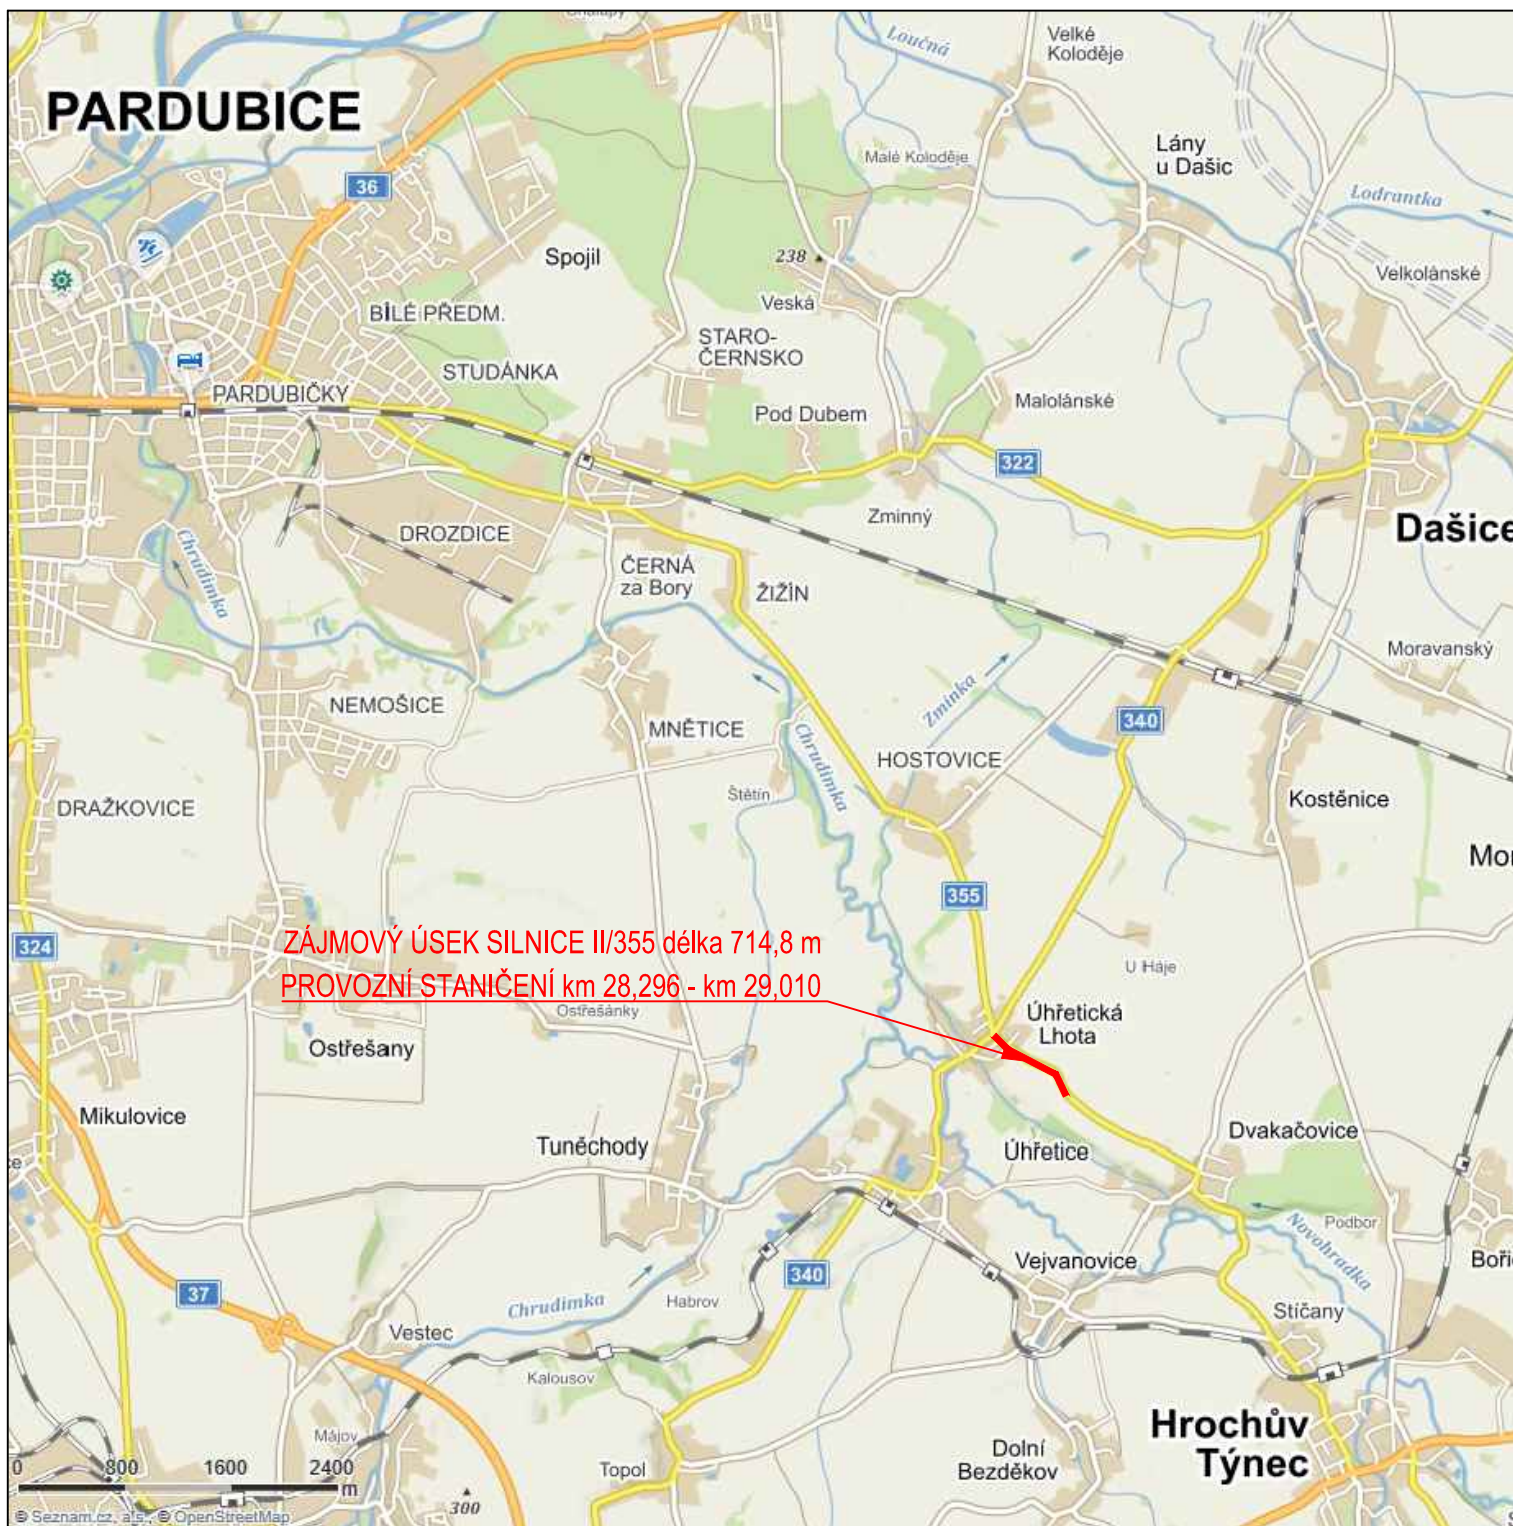 Loučná
Velké
Koloděje
PARDUBICE
Malé Koloděje
Lány
u Dašic
36
Lodrantka
Spojil
238
Velkolánské
Veská
BÍLÉ PŘEDM.
STARO-
ČERNSKO
STUDÁNKA
PARDUBIČKY
Pod Dubem
Malolánské
322
Zminný
Dašice
DROZDICE
Chrudimka
ČERNÁ
za Bory
ŽIŽÍN
Moravanský
NEMOŠICE
Zminka
MNĚTICE
340
Chrudimka
HOSTOVICE
Štětín
DRAŽKOVICE
Kostěnice
Mor
355
324
ZÁJMOVÝ ÚSEK SILNICE II/355 délka 714,8 m
PROVOZNÍ STANIČENÍ km 28,296 - km 29,010
U Háje
Ostřešánky
Úhřetická
Lhota
Ostřešany
Mikulovice
Dvakačovice
Tuněchody
Úhřetice
ce
Podbor
Novohradka
Vejvanovice
Bořic
340
37
Chrudimka
Habrov
Stíčany
Vestec
Kalousov
Hrochův
Týnec
Májov
Dolní
Bezděkov
Topol
0 800 1600 2400
m
300
© Seznam.cz, a.s., © OpenStreetMap